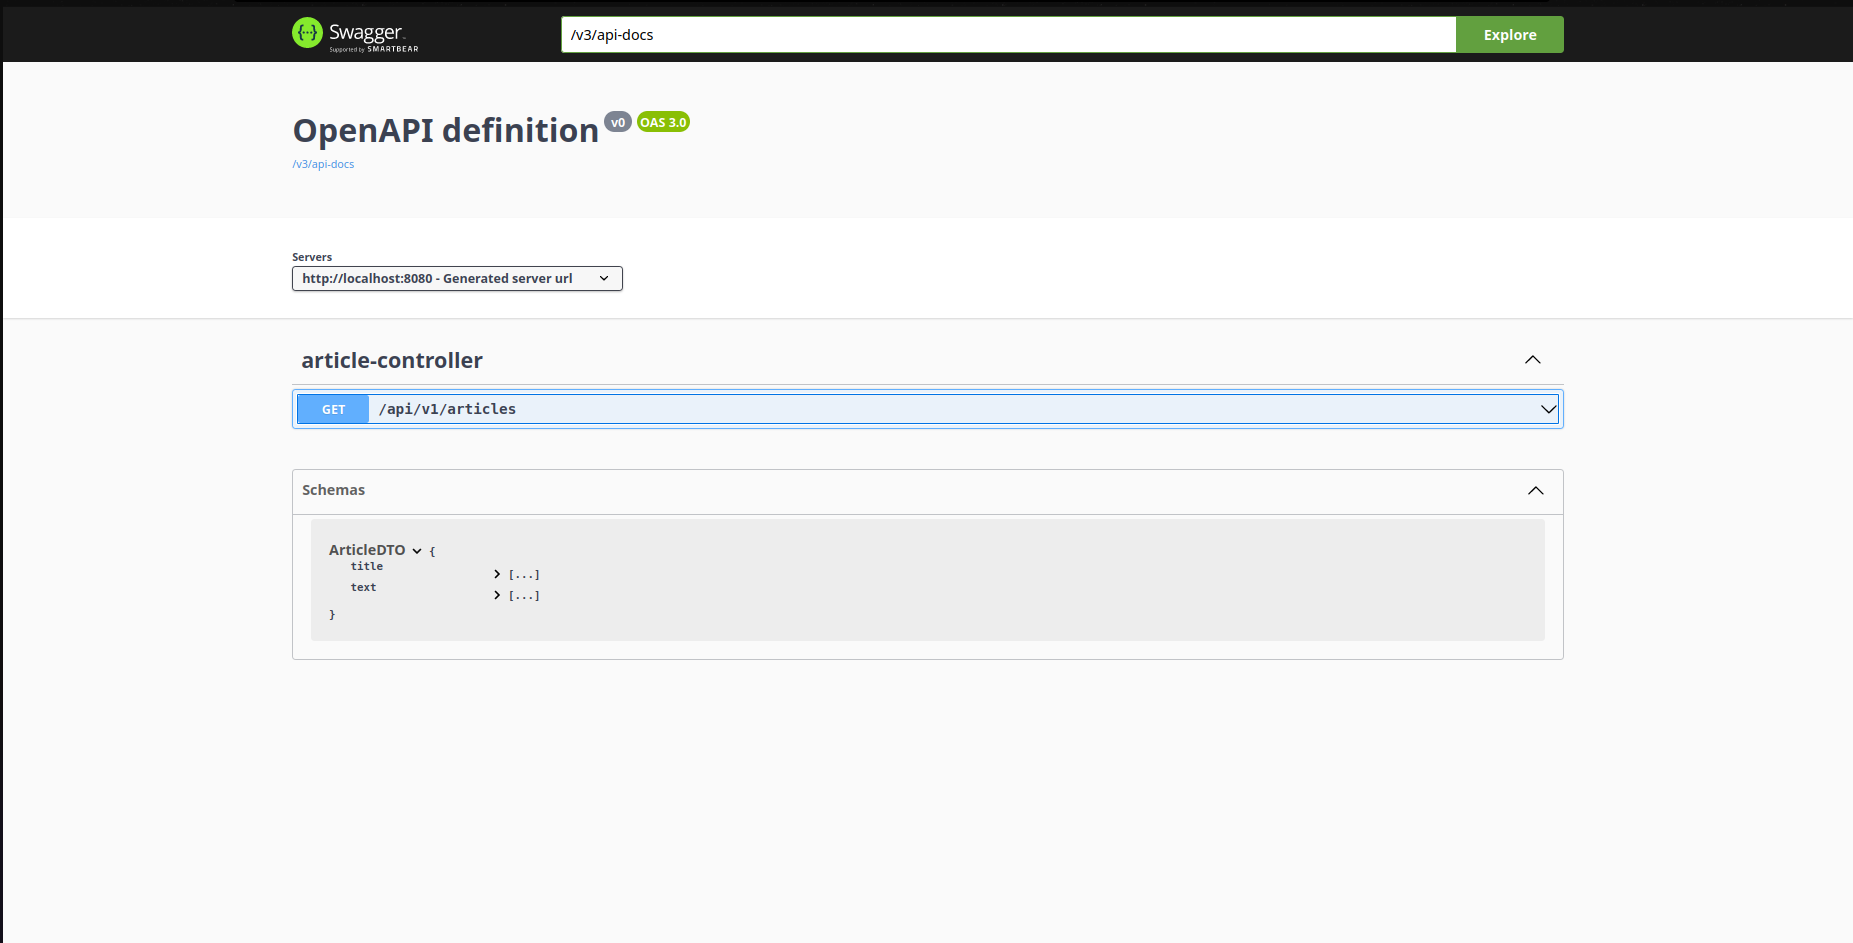 Swagger
Supported by SMARTBEAR
/v3/api-docs
Explore
OpenAPI definition v0 OAS 3.0
/v3/api-docs
Servers
http://localhost:8080 - Generated server url
article-controller
GET /api/v1/articles
Schemas
ArticleDTO {
title [...]
text [...]
}